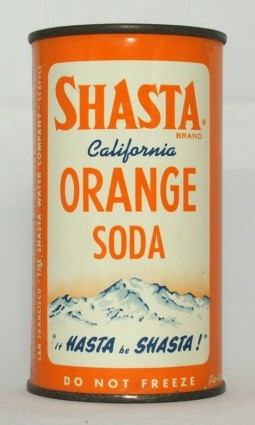 SHASTA®
BRAND
California
ORANGE
SODA
"it HASTA be SHASTA!"
DO NOT FREEZE
SAN FRANCISCO - THE SHASTA WATER COMPANY - SEATTLE